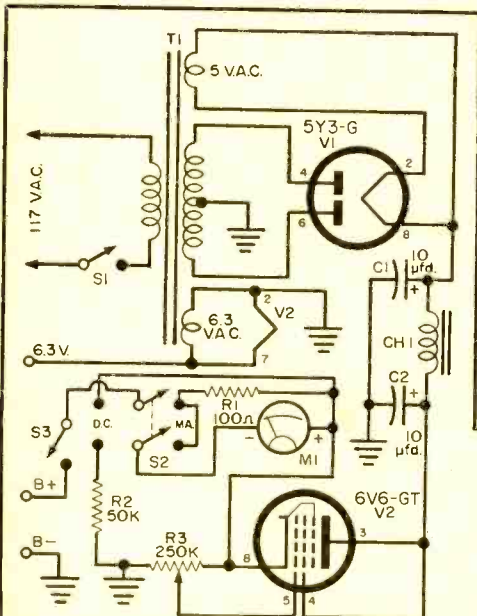 T1
5 V.A.C.
5Y3-G
V1
117 V.A.C.
4
2
6
8
S1
C1
10
µfd.
+
2
6.3
V.A.C.
V2
CH1
6.3V.
7
C2
+
S3
D.C.
MA.
R1
100Ω
-
+
M1
S2
10
µfd.
B+
R2
50K
6V6-GT
V2
R3
250K
8
3
B-
5
4